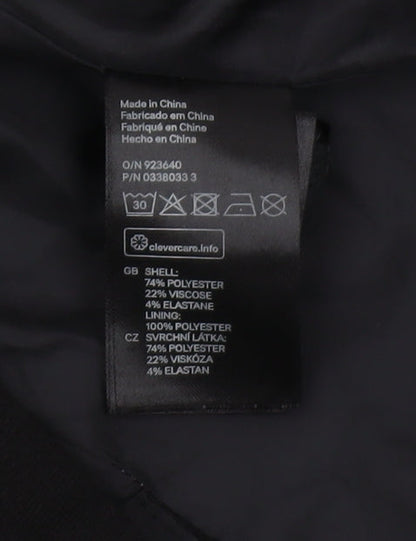 Made in China
Fabricado em China
Fabriqué en Chine
Hecho en China
O/N 923640
P/N 0338033 3
30
clevercare.info
GB SHELL:
74% POLYESTER
22% VISCOSE
4% ELASTANE
LINING:
100% POLYESTER
CZ SVRCHNÍ LÁTKA:
74% POLYESTER
22% VISKÓZA
4% ELASTAN